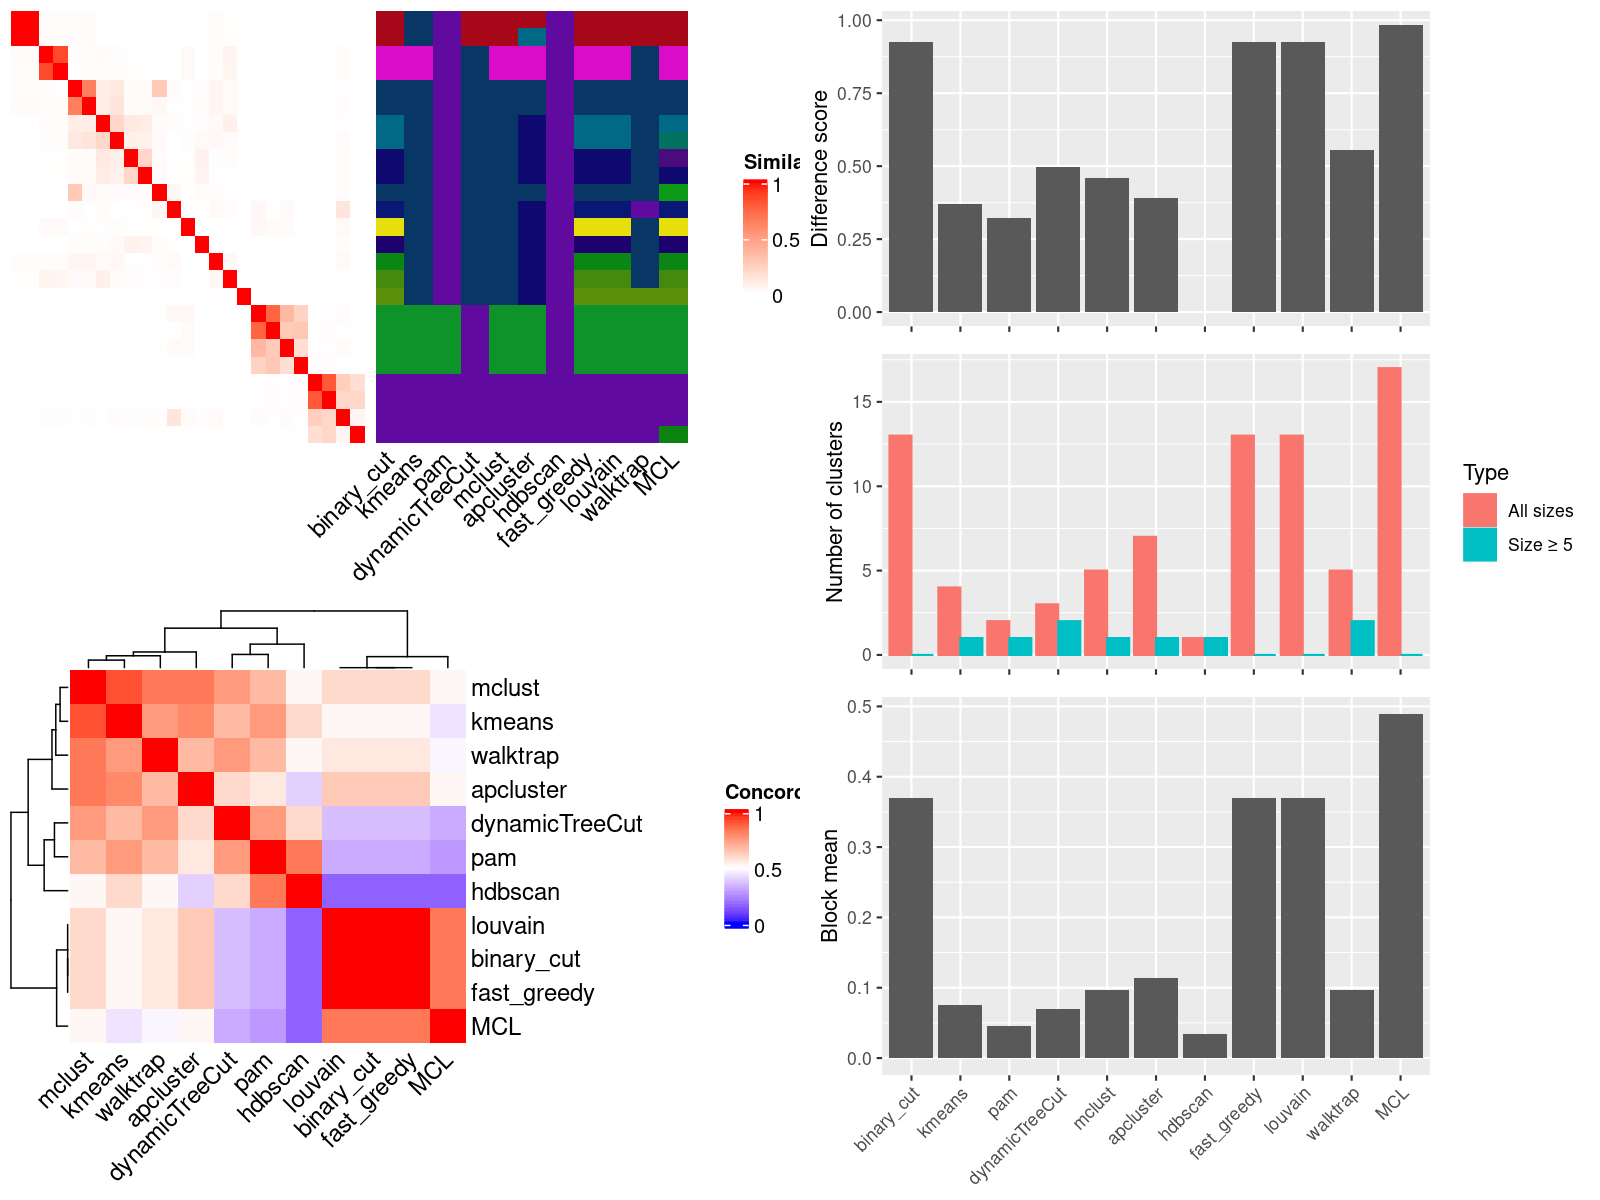 Simila
1
0.5
0
binary_cut
kmeans
pam
dynamicTreeCut
mclust
apcluster
hdbscan
fast_greedy
louvain
walktrap
MCL
mclust
kmeans
walktrap
apcluster
dynamicTreeCut
pam
hdbscan
louvain
binary_cut
fast_greedy
MCL
mclust
kmeans
walktrap
apcluster
dynamicTreeCut
pam
hdbscan
louvain
binary_cut
fast_greedy
MCL
Concord
1
0.5
0
Difference score
1.00
0.75
0.50
0.25
0.00
Number of clusters
15
10
5
0
Type
All sizes
Size ≥ 5
Block mean
0.5
0.4
0.3
0.2
0.1
0.0
binary_cut
kmeans
pam
dynamicTreeCut
mclust
apcluster
hdbscan
fast_greedy
louvain
walktrap
MCL